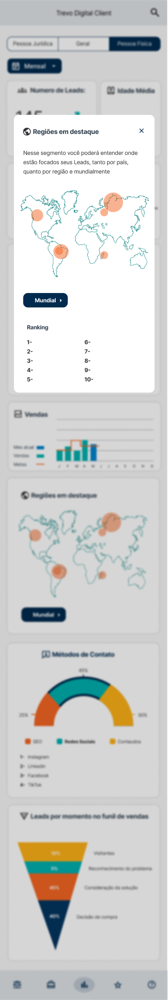 Trevo Digital Client
Pessoa Jurídica Geral Pessoa Física
Mensal
Numero de Leads: Idade Média
145
Regiões em destaque
Nesse segmento você poderá entender onde
estão focados seus Leads, tanto por país,
quanto por região e mundialmente
Mundial
Ranking
1- 6-
2- 7-
3- 8-
4- 9-
5- 10-
Vendas
Mes atual
Vendas
Metas
J F M A M J J A S O N D
Regiões em destaque
Mundial
Métodos de Contato
45%
25% 30%
SEO Redes Sociais Conteudos
1- Instagram
2- Linkedin
3- Facebook
4- TikTok
Leads por momento no funil de vendas
10% Visitantes
5% Reconhecimento do problema
45% Consideração da solução
40% Decisão de compra